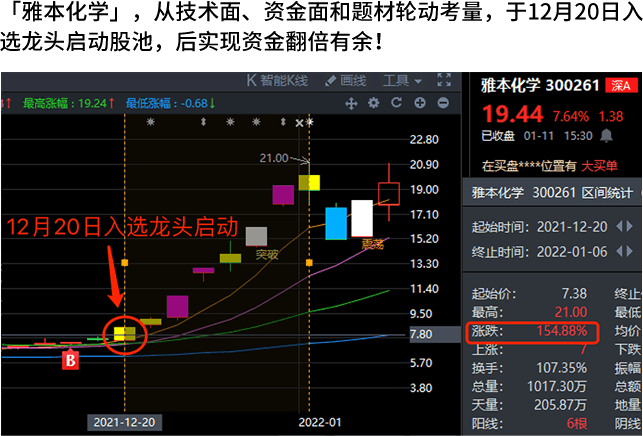 「雅本化学」，从技术面、资金面和题材轮动考量，于12月20日入
选龙头启动股池，后实现资金翻倍有余！
K 智能K线 画线 工具
最高涨幅: 19.24↑ 最低涨幅: -0.68↓
雅本化学 300261 深A
19.44 7.64% 1.38
已收盘 01-11 15:30
在买盘****位置有 大买单
雅本化学 300261 区间统计
起始时间: 2021-12-20
终止时间: 2022-01-06
起始价: 7.38 终止
最高: 21.00 最低
涨跌: 154.88% 均价
上涨: 7 下跌
换手: 107.35% 振幅
总量: 1017.30万 总额
天量: 205.87万 地量
阳线: 6根 阴线
22.80
20.90
19.00
17.10
15.20
13.30
11.40
9.50
7.80
5.70
3.80
21.00
12月20日入选龙头启动
突破
震荡
B
2021-12-20
2022-01